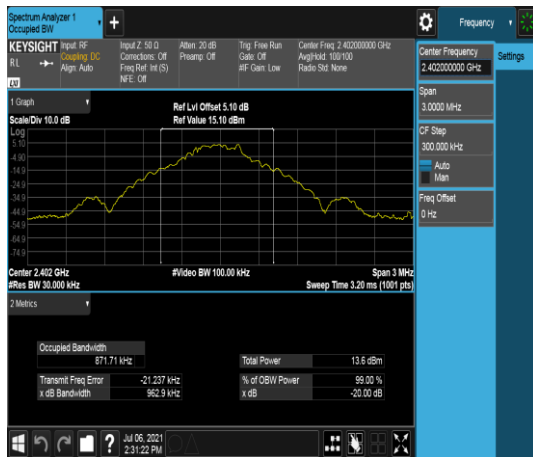 Spectrum Analyzer 1
Occupied BW
+
Frequency
KEYSIGHT Input: RF
RL
Coupling: DC
Align: Auto
LXI
Input Z: 50 Ω
Corrections: Off
Freq Ref: Int (S)
NFE: Off
Atten: 20 dB
Preamp: Off
Trig: Free Run
Gate: Off
#IF Gain: Low
Center Freq: 2.402000000 GHz
Avg|Hold: 100/100
Radio Std: None
Center Frequency
2.402000000 GHz
Settings
Span
3.0000 MHz
CF Step
300.000 kHz
Auto
Man
Freq Offset
0 Hz
1 Graph
Scale/Div 10.0 dB
Ref Lvl Offset 5.10 dB
Ref Value 15.10 dBm
Log
5.10
-4.90
-14.9
-24.9
-34.9
-44.9
-54.9
-64.9
-74.9
Center 2.402 GHz
#Video BW 100.00 kHz
Span 3 MHz
#Res BW 30.000 kHz
Sweep Time 3.20 ms (1001 pts)
2 Metrics
Occupied Bandwidth
871.71 kHz
Total Power 13.6 dBm
Transmit Freq Error -21.237 kHz
% of OBW Power 99.00 %
x dB Bandwidth 962.9 kHz
x dB -20.00 dB
?
Jul 06, 2021
2:31:22 PM